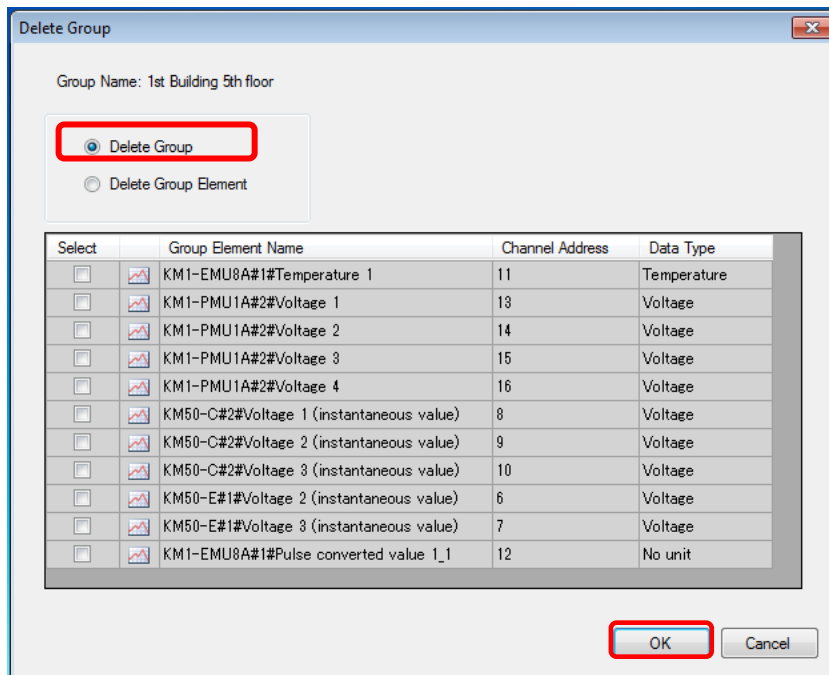 Delete Group
Group Name: 1st Building 5th floor
Delete Group
Delete Group Element
Select Group Element Name Channel Address Data Type
KM1-EMU8A#1#Temperature 1 11 Temperature
KM1-PMU1A#2#Voltage 1 13 Voltage
KM1-PMU1A#2#Voltage 2 14 Voltage
KM1-PMU1A#2#Voltage 3 15 Voltage
KM1-PMU1A#2#Voltage 4 16 Voltage
KM50-C#2#Voltage 1 (instantaneous value) 8 Voltage
KM50-C#2#Voltage 2 (instantaneous value) 9 Voltage
KM50-C#2#Voltage 3 (instantaneous value) 10 Voltage
KM50-E#1#Voltage 2 (instantaneous value) 6 Voltage
KM50-E#1#Voltage 3 (instantaneous value) 7 Voltage
KM1-EMU8A#1#Pulse converted value 1_1 12 No unit
OK Cancel